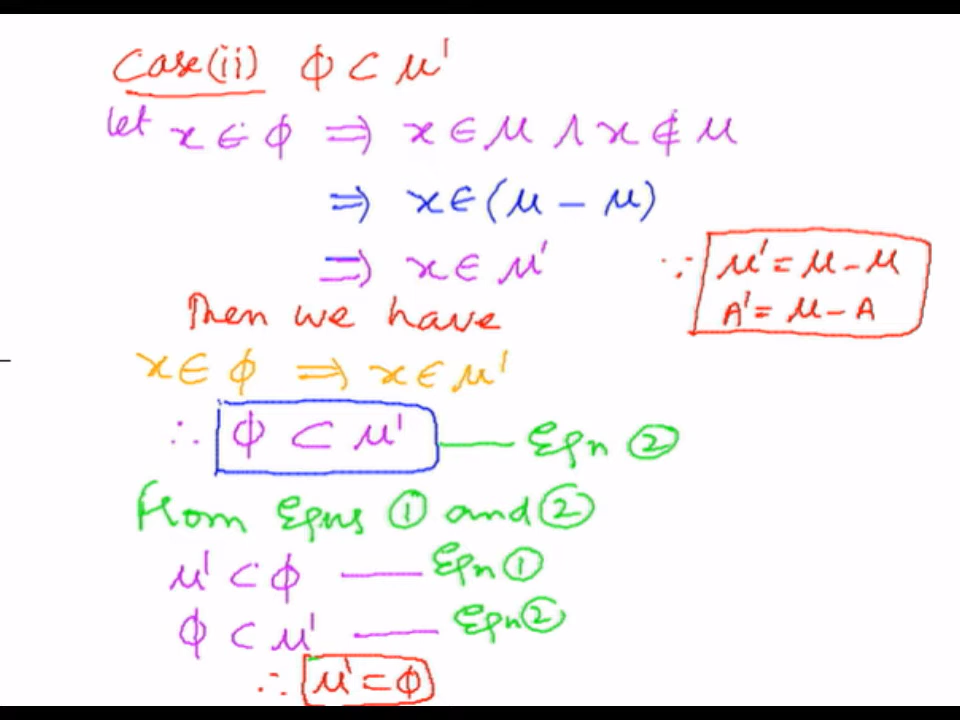 Case(ii) ϕ ⊂ μ'
let x ∈ ϕ ⇒ x ∈ μ ∧ x ∉ μ
⇒ x ∈ (μ − μ)
⇒ x ∈ μ'
∵ μ' = μ − μ
A' = μ − A
Then we have
x ∈ ϕ ⇒ x ∈ μ'
∴ ϕ ⊂ μ' — Eqn ②
From Eqns ① and ②
μ' ⊂ ϕ — Eqn ①
ϕ ⊂ μ' — Eqn ②
∴ μ' = ϕ